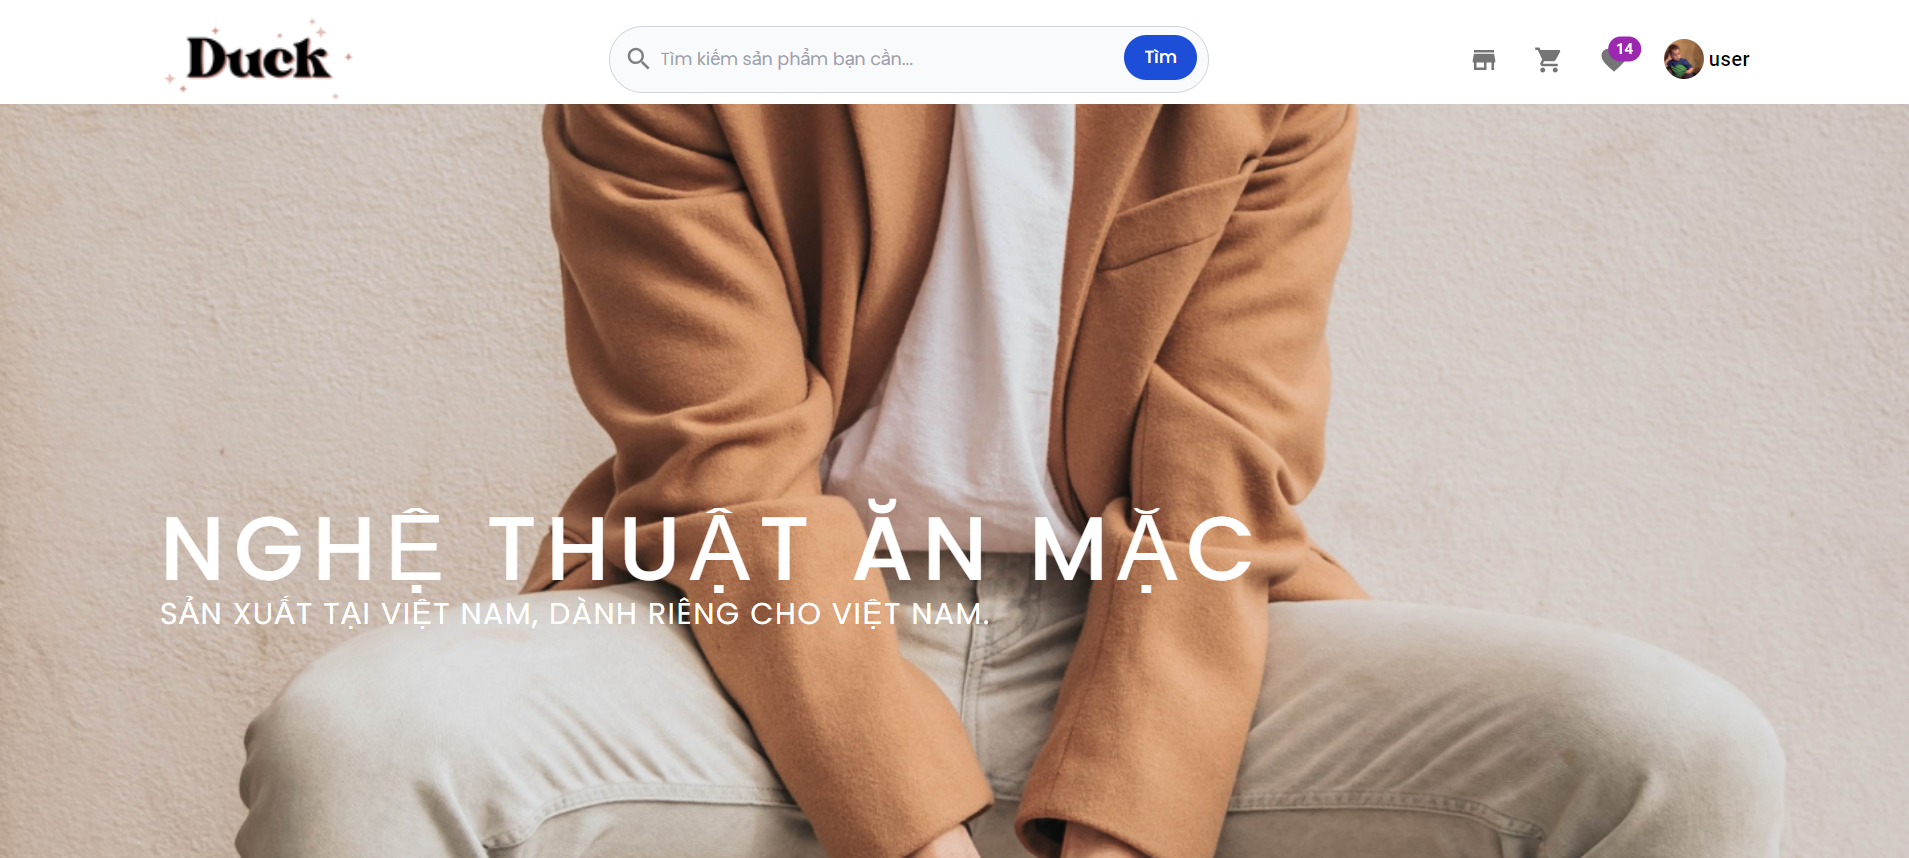 Duck
Tìm kiếm sản phẩm bạn cần...
Tìm
14
user
NGHỆ THUẬT ĂN MẶC
SẢN XUẤT TẠI VIỆT NAM, DÀNH RIÊNG CHO VIỆT NAM.